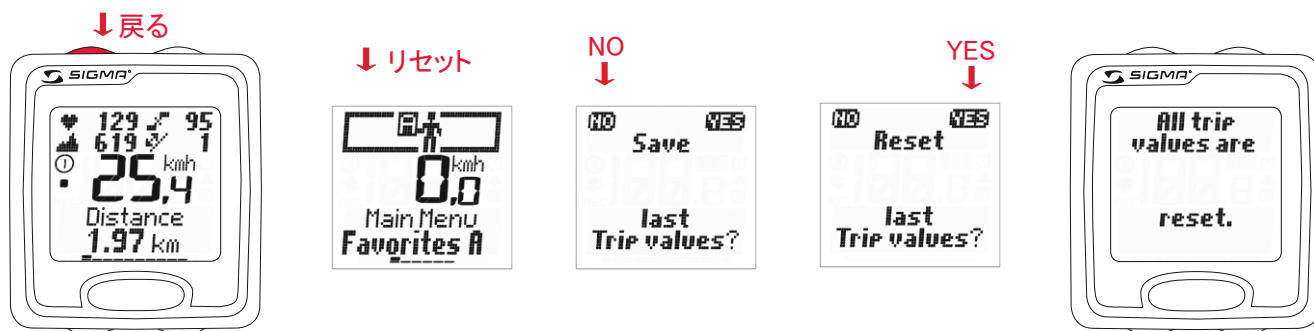 戻る
SIGMA
129 95
619 1
25,4 kmh
Distance
1.97 km
リセット
0,0 kmh
Main Menu
Favorites A
NO
NO YES
Save
last
Trip values?
YES
NO YES
Reset
last
Trip values?
SIGMA
All trip
values are
reset.